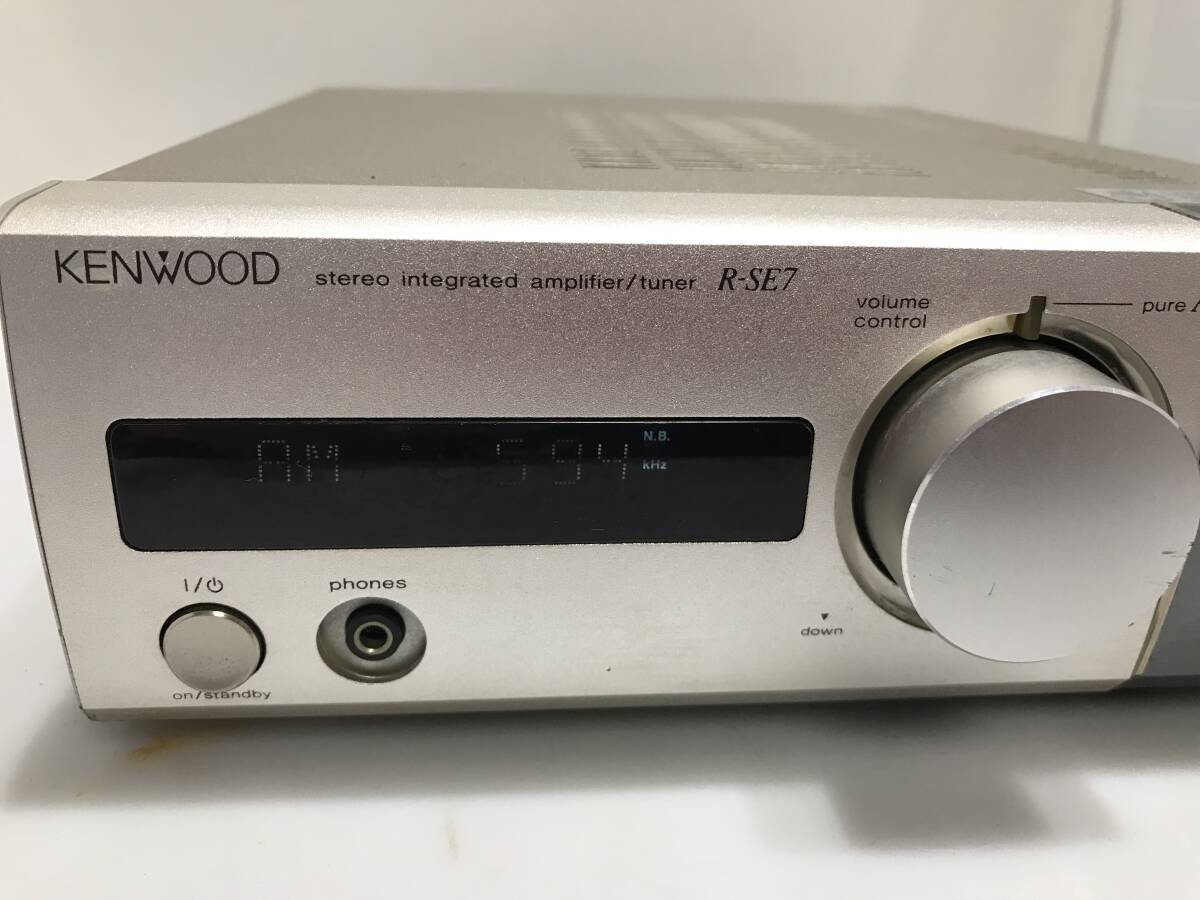 KENWOOD stereo integrated amplifier/tuner R-SE7
volume
control
pure
AM 594 kHz
N.B.
down
I/⏻
phones
on/standby